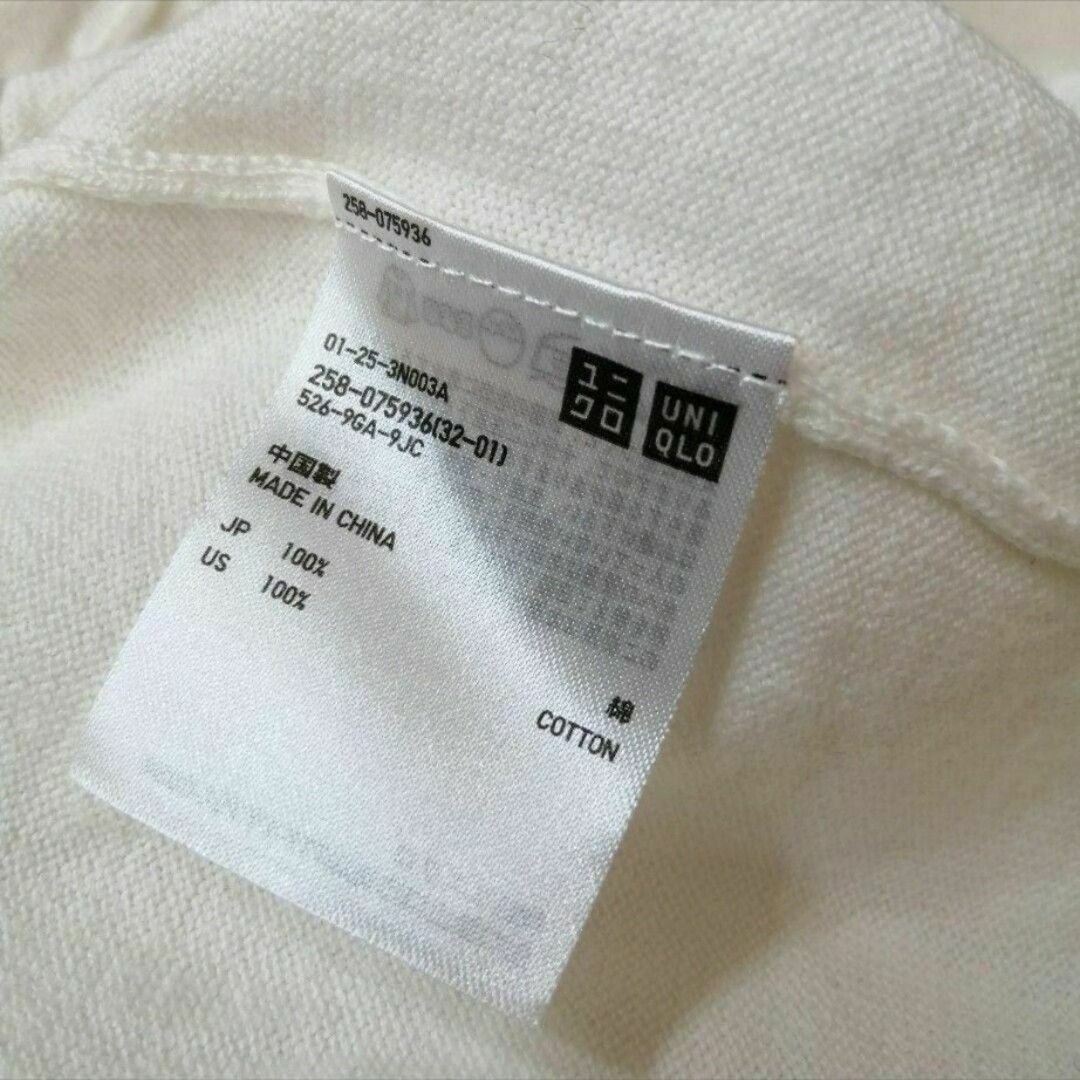 258-075936
ユニ
クロ
UNI
QLO
01-25-3N003A
258-075936(32-01)
526-9GA-9JC
中国製
MADE IN CHINA
JP 100%
US 100%
綿
COTTON